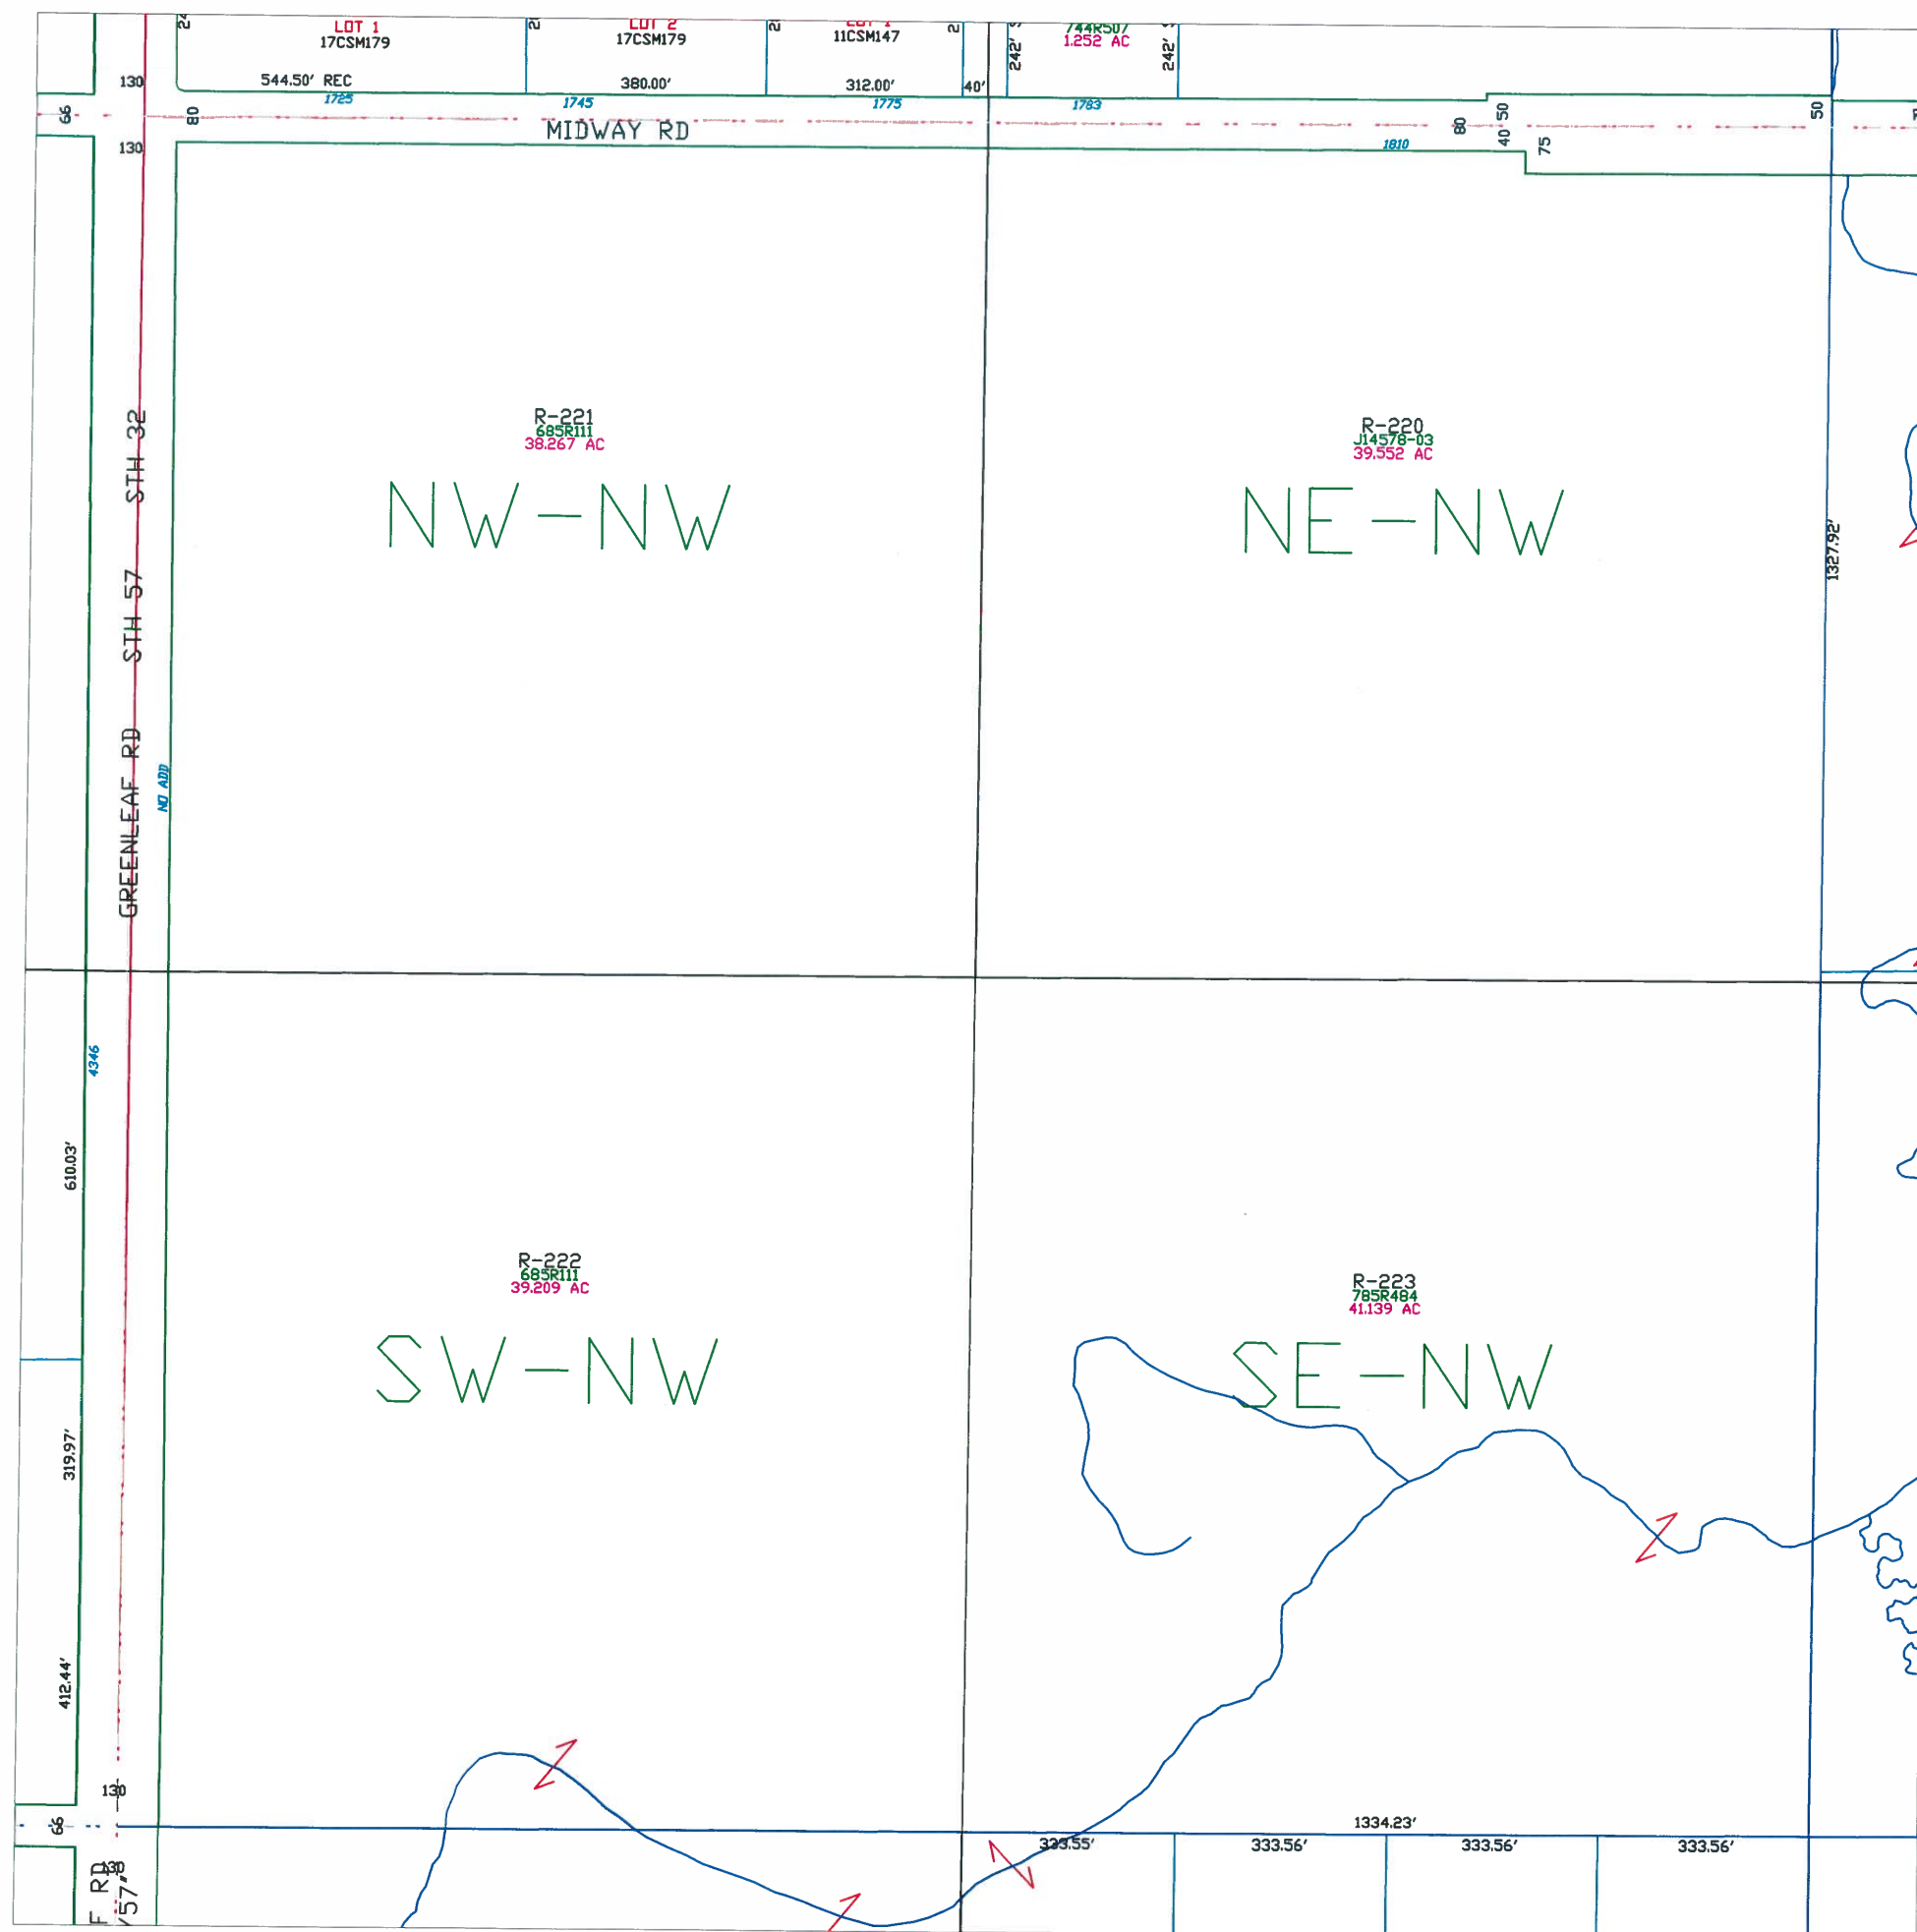 LOT 1
17CSM179
LOT 2
17CSM179
11CSM147
744R507
1.252 AC
242'
242'
130
544.50' REC
380.00'
312.00'
40'
1725
1745
1775
1783
66
80
MIDWAY RD
80
40 50
75
50
130
1810
STH 32
STH 57
GREENLEAF RD
NO ADD
R-221
685R111
38.267 AC
NW-NW
R-220
J14578-03
39.552 AC
NE-NW
1327.92'
4346
610.03'
319.97'
412.44'
R-222
685R111
39.209 AC
SW-NW
R-223
785R484
41.139 AC
SE-NW
130
66
1334.23'
333.55'
333.56'
333.56'
333.56'
F RD
57"